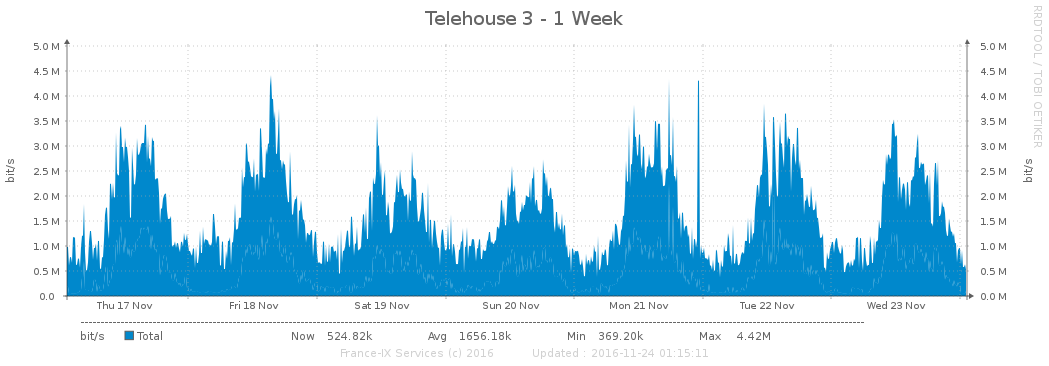 Telehouse 3 - 1 Week
RRDTOOL / TOBI OETIKER
bit/s
5.0 M
4.5 M
4.0 M
3.5 M
3.0 M
2.5 M
2.0 M
1.5 M
1.0 M
0.5 M
0.0
5.0 M
4.5 M
4.0 M
3.5 M
3.0 M
2.5 M
2.0 M
1.5 M
1.0 M
0.5 M
0.0 M
bit/s
Thu 17 Nov Fri 18 Nov Sat 19 Nov Sun 20 Nov Mon 21 Nov Tue 22 Nov Wed 23 Nov
bit/s Total Now 524.82k Avg 1656.18k Min 369.20k Max 4.42M
France-IX Services (c) 2016 Updated : 2016-11-24 01:15:11